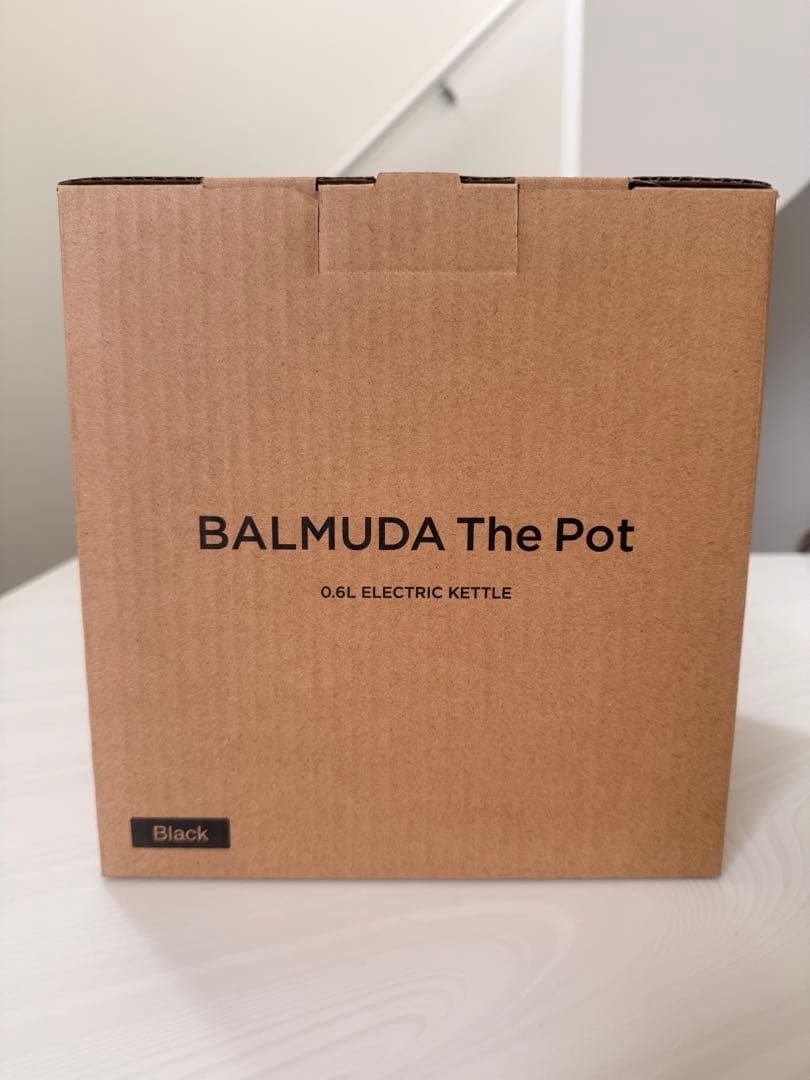 BALMUDA The Pot
0.6L ELECTRIC KETTLE
Black